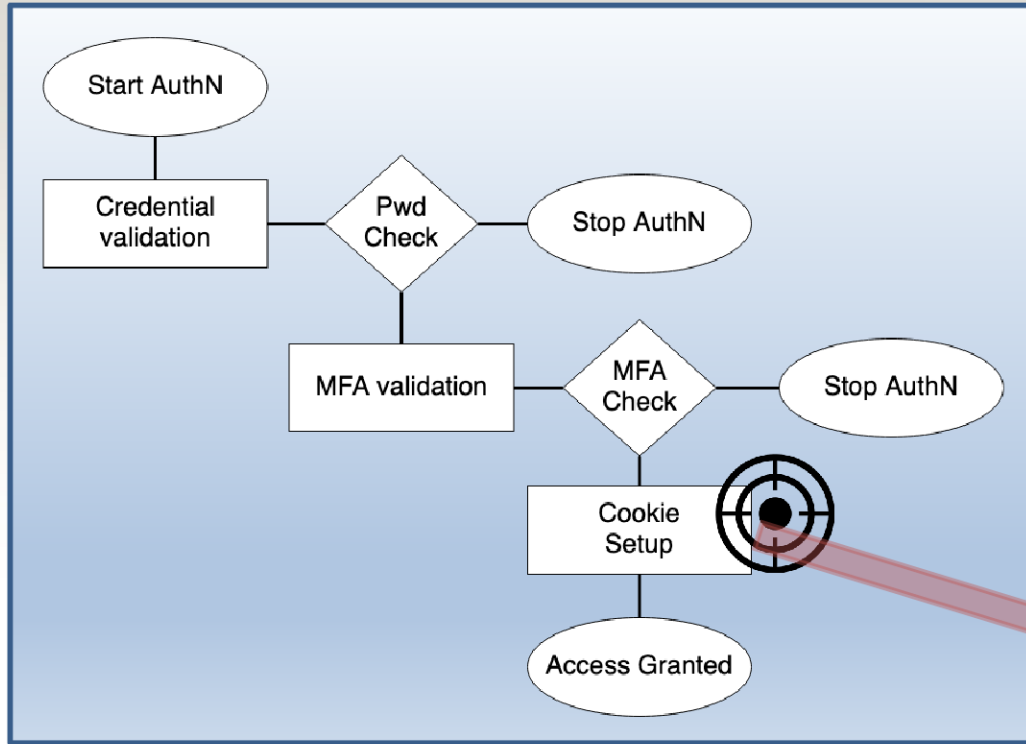 Start AuthN
Credential
validation
Pwd
Check
Stop AuthN
MFA validation
MFA
Check
Stop AuthN
Cookie
Setup
Access Granted